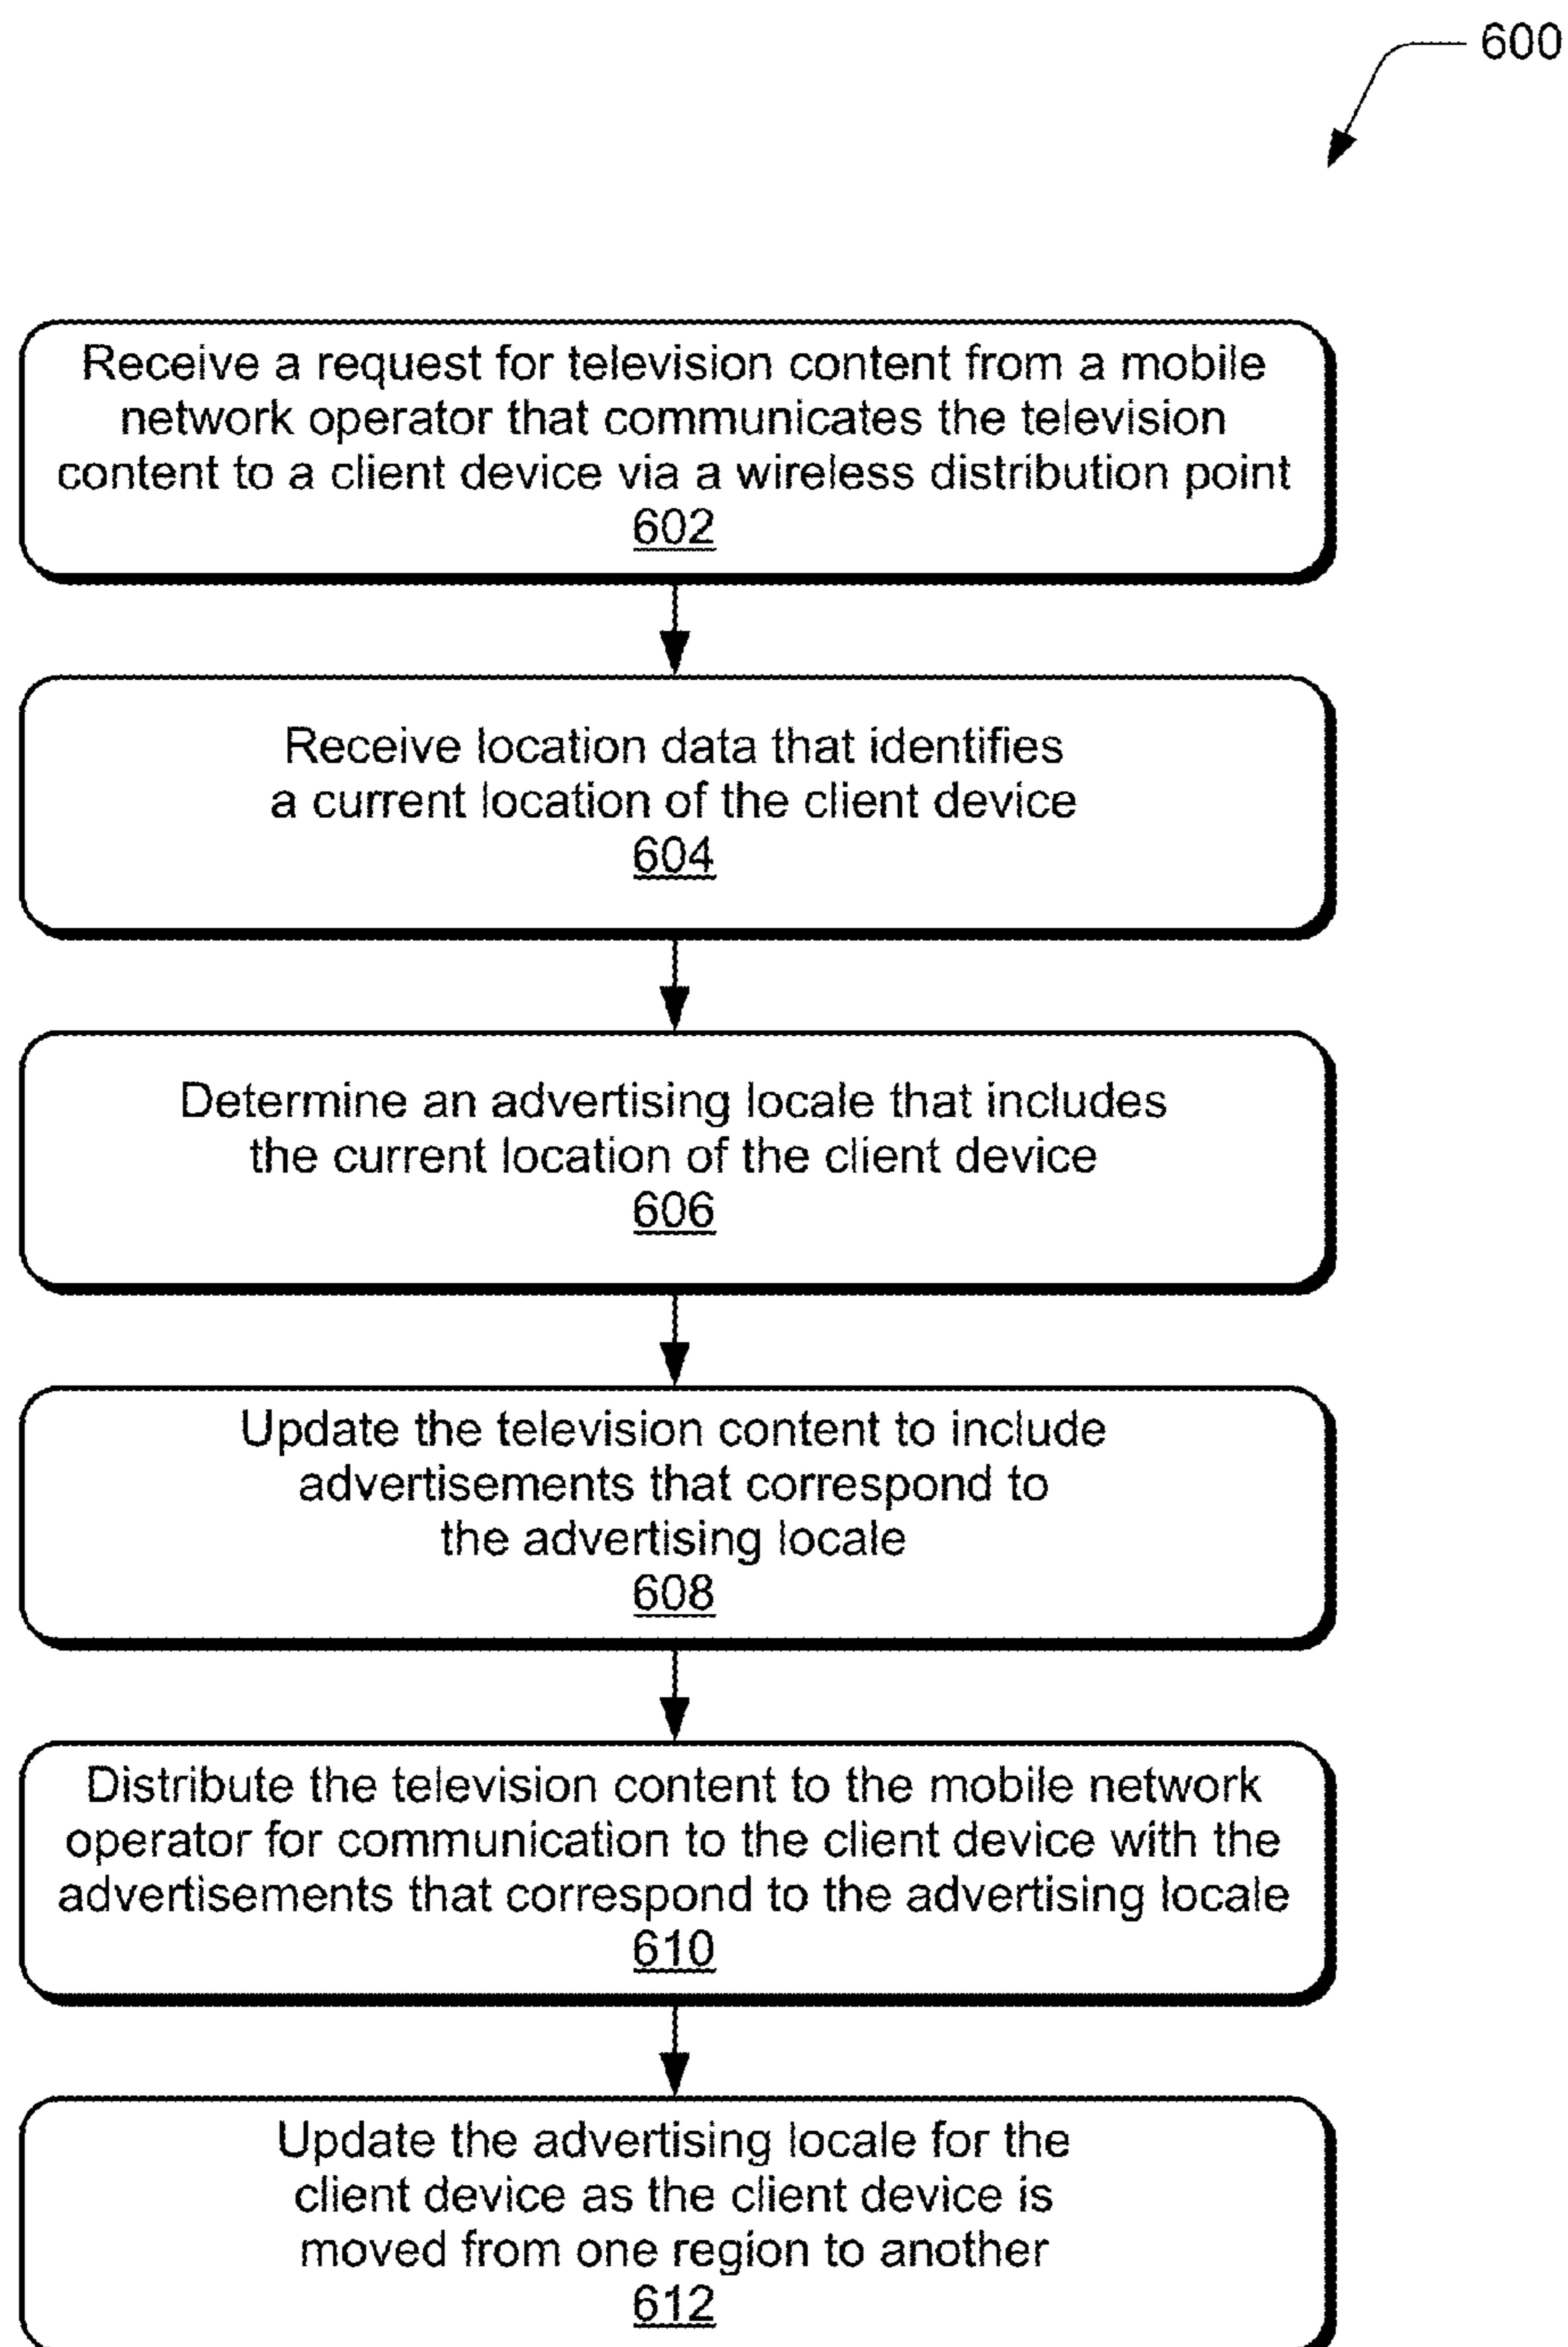 600
Receive a request for television content from a mobile
network operator that communicates the television
content to a client device via a wireless distribution point
602
Receive location data that identifies
a current location of the client device
604
Determine an advertising locale that includes
the current location of the client device
606
Update the television content to include
advertisements that correspond to
the advertising locale
608
Distribute the television content to the mobile network
operator for communication to the client device with the
advertisements that correspond to the advertising locale
610
Update the advertising locale for the
client device as the client device is
moved from one region to another
612